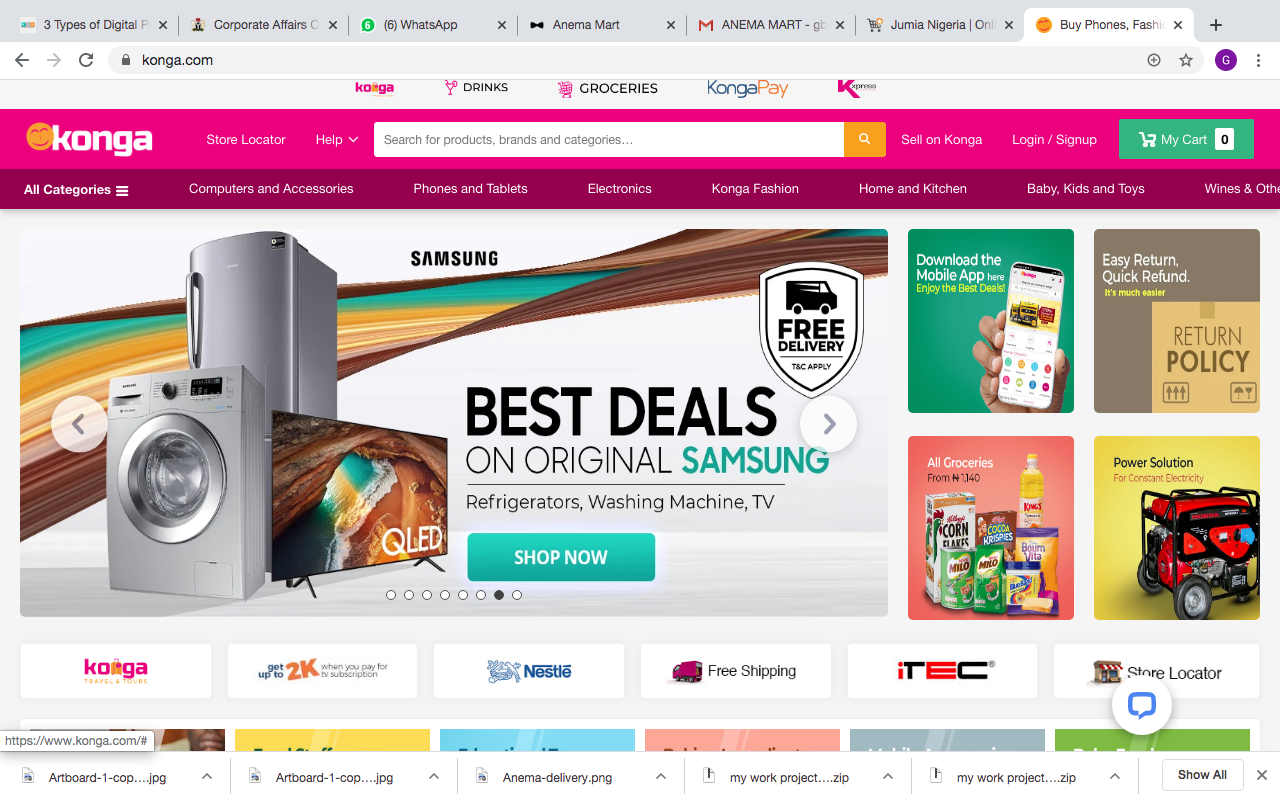 3 Types of Digital P
Corporate Affairs C
6
(6) WhatsApp
Anema Mart
ANEMA MART - gb
Jumia Nigeria | Onl
Buy Phones, Fashi
konga.com
G
konga
DRINKS
GROCERIES
KongaPay
Kxpress
konga
Store Locator
Help
Search for products, brands and categories...
Sell on Konga
Login / Signup
My Cart 0
All Categories
Computers and Accessories
Phones and Tablets
Electronics
Konga Fashion
Home and Kitchen
Baby, Kids and Toys
Wines & Othe
SAMSUNG
FREE
DELIVERY
T&C APPLY
BEST DEALS
ON ORIGINAL SAMSUNG
Refrigerators, Washing Machine, TV
QLED
SHOP NOW
Download the
Mobile App here
Enjoy the Best Deals!
Easy Return,
Quick Refund.
It's much easier
RETURN
POLICY
All Groceries
From ₦ 1,140
Kellogg's
CORN
FLAKES
COCOA
KRISPIES
KING'S
MILO
MILO
Bourn
Vita
Blue Band
Power Solution
For Constant Electricity
konga
TRAVEL & TOURS
get
up to 2K when you pay for
tv subscription
Nestle
Free Shipping
iTEC®
Store Locator
https://www.konga.com/#
Artboard-1-cop....jpg
Artboard-1-cop....jpg
Anema-delivery.png
my work project....zip
my work project....zip
Show All